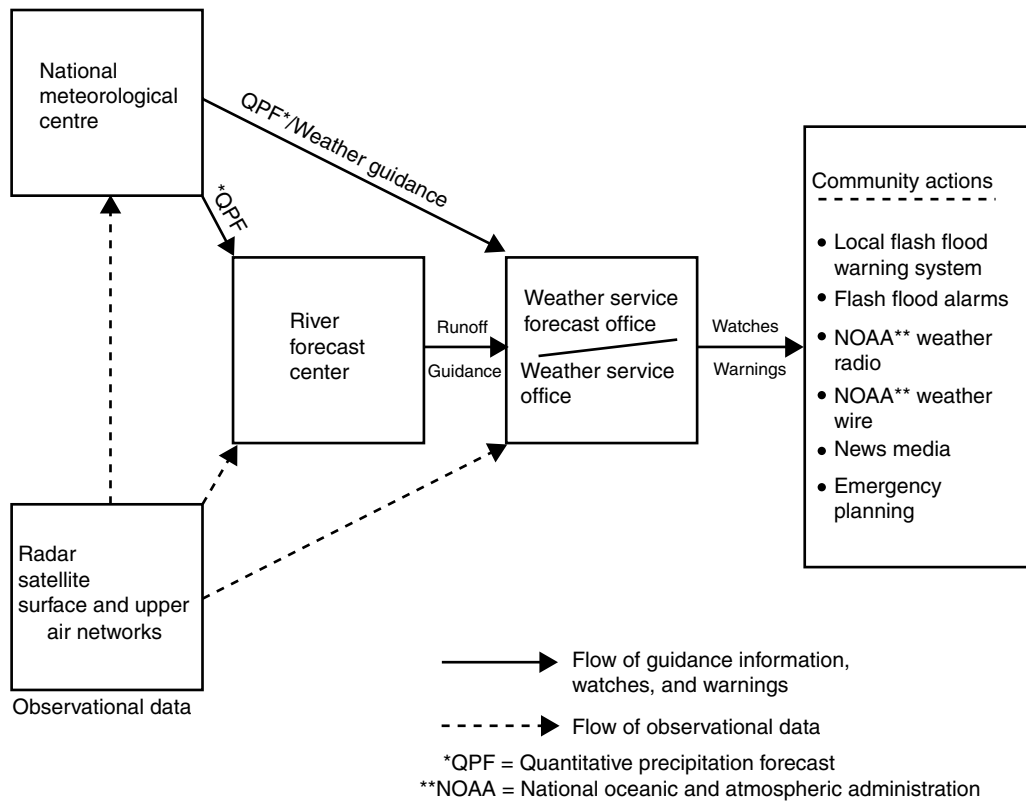 National
meteorological
centre
QPF*/Weather guidance
*QPF
River
forecast
center
Runoff
Guidance
Weather service
forecast office
Weather service
office
Watches
Warnings
Community actions
• Local flash flood
warning system
• Flash flood alarms
• NOAA** weather
radio
• NOAA** weather
wire
• News media
• Emergency
planning
Radar
satellite
surface and upper
air networks
Observational data
Flow of guidance information,
watches, and warnings
Flow of observational data
*QPF = Quantitative precipitation forecast
**NOAA = National oceanic and atmospheric administration